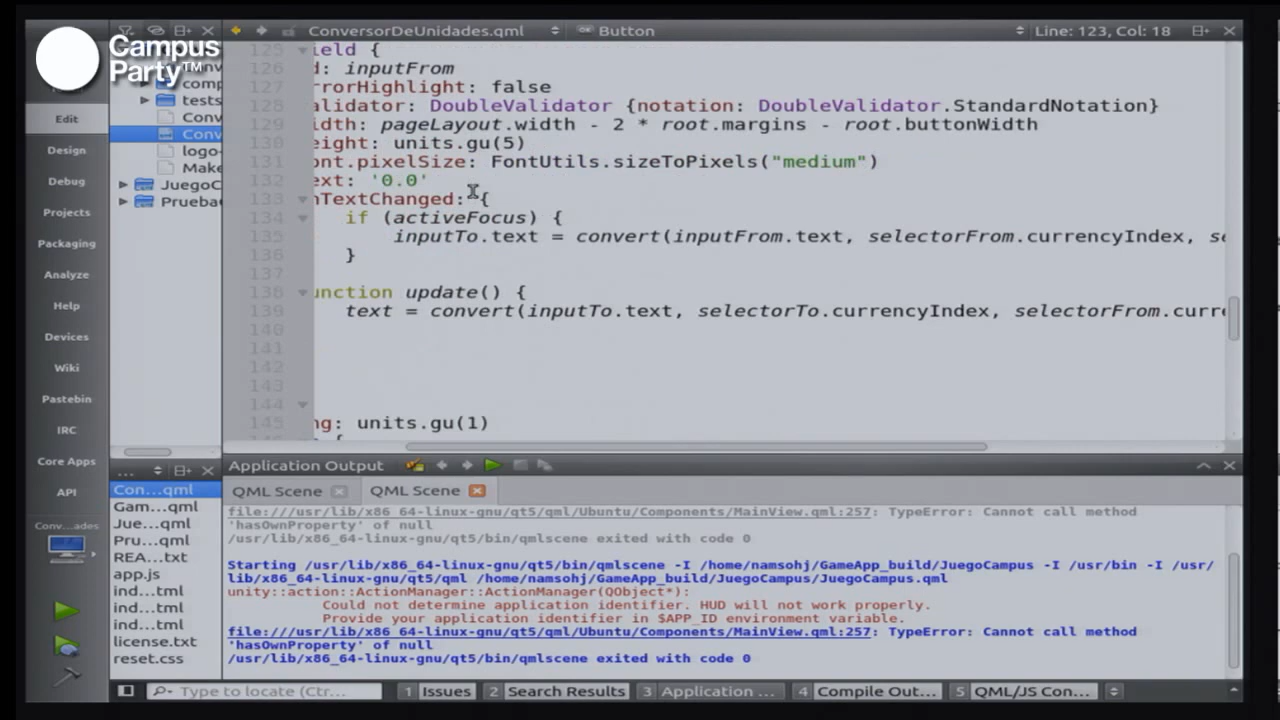 Campus
Party™
ConversorDeUnidades.qml
Button
Line: 123, Col: 18
Edit
Design
Debug
Projects
Packaging
Analyze
Help
Devices
Wiki
Pastebin
IRC
Core Apps
API
Conv...ades
comp
tests
Conv
Conv
logo-
Make
JuegoC
Prueba
125 ield {
126 d: inputFrom
127 rrorHighlight: false
128 alidator: DoubleValidator {notation: DoubleValidator.StandardNotation}
129 idth: pageLayout.width - 2 * root.margins - root.buttonWidth
130 eight: units.gu(5)
131 ont.pixelSize: FontUtils.sizeToPixels("medium")
132 ext: '0.0'
133 nTextChanged: {
134 if (activeFocus) {
135 inputTo.text = convert(inputFrom.text, selectorFrom.currencyIndex, se
136 }
137
138 unction update() {
139 text = convert(inputTo.text, selectorTo.currencyIndex, selectorFrom.curre
140
141
142
143
144
145 ng: units.gu(1)
Application Output
QML Scene
QML Scene
Con...qml
Gam...qml
Jue...qml
Pru...qml
REA...txt
app.js
ind...tml
ind...tml
ind...tml
license.txt
reset.css
file:///usr/lib/x86_64-linux-gnu/qt5/qml/Ubuntu/Components/MainView.qml:257: TypeError: Cannot call method
'hasOwnProperty' of null
/usr/lib/x86_64-linux-gnu/qt5/bin/qmlscene exited with code 0
Starting /usr/lib/x86_64-linux-gnu/qt5/bin/qmlscene -I /home/namsohj/GameApp_build/JuegoCampus -I /usr/bin -I /usr/
lib/x86_64-linux-gnu/qt5/qml /home/namsohj/GameApp_build/JuegoCampus/JuegoCampus.qml
unity::action::ActionManager::ActionManager(QObject*):
Could not determine application identifier. HUD will not work properly.
Provide your application identifier in $APP_ID environment variable.
file:///usr/lib/x86_64-linux-gnu/qt5/qml/Ubuntu/Components/MainView.qml:257: TypeError: Cannot call method
'hasOwnProperty' of null
/usr/lib/x86_64-linux-gnu/qt5/bin/qmlscene exited with code 0
Type to locate (Ctr...
1 Issues
2 Search Results
3 Application ...
4 Compile Out...
5 QML/JS Con...